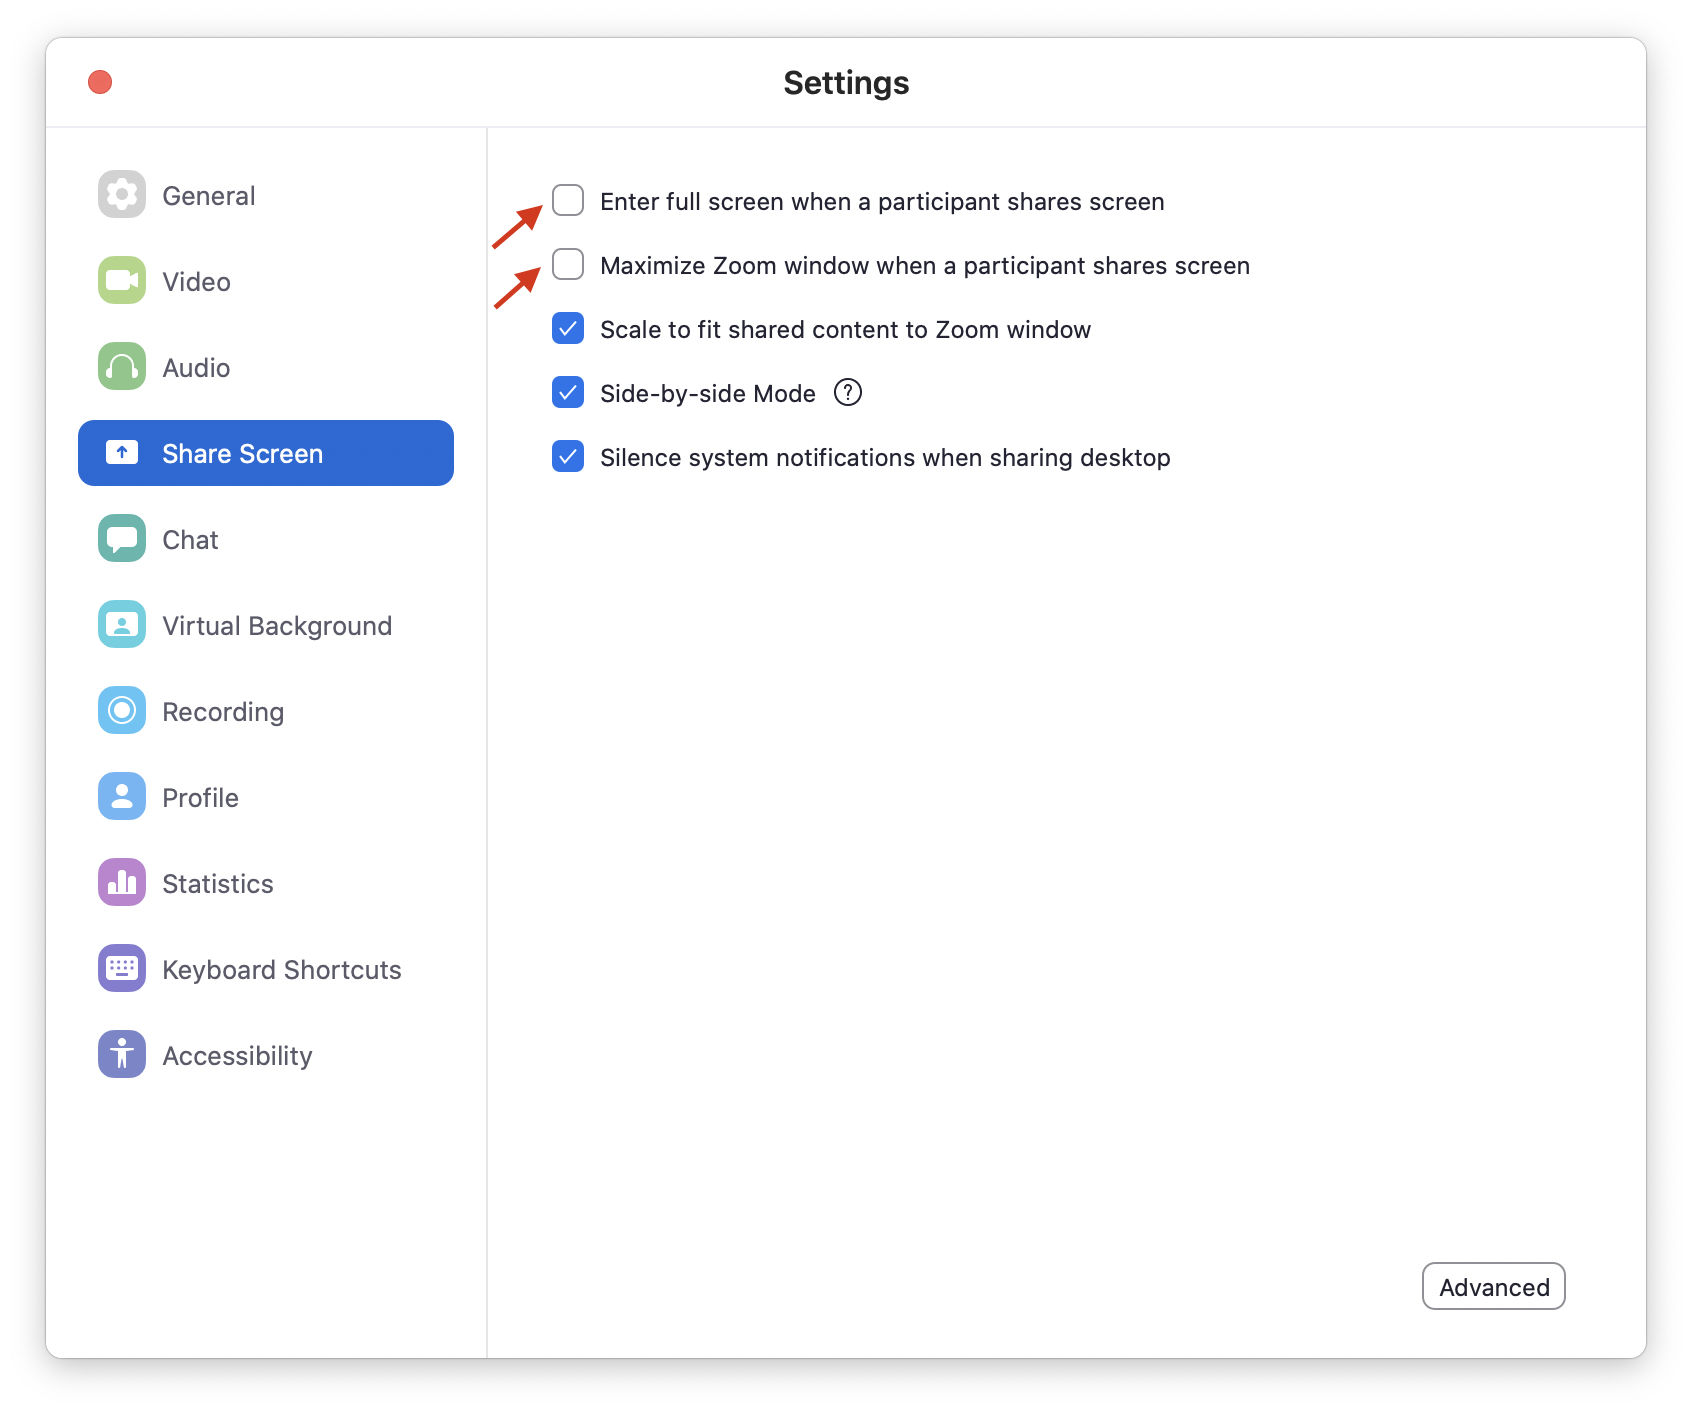 Settings
General
Video
Audio
Share Screen
Chat
Virtual Background
Recording
Profile
Statistics
Keyboard Shortcuts
Accessibility
Enter full screen when a participant shares screen
Maximize Zoom window when a participant shares screen
Scale to fit shared content to Zoom window
Side-by-side Mode ?
Silence system notifications when sharing desktop
Advanced